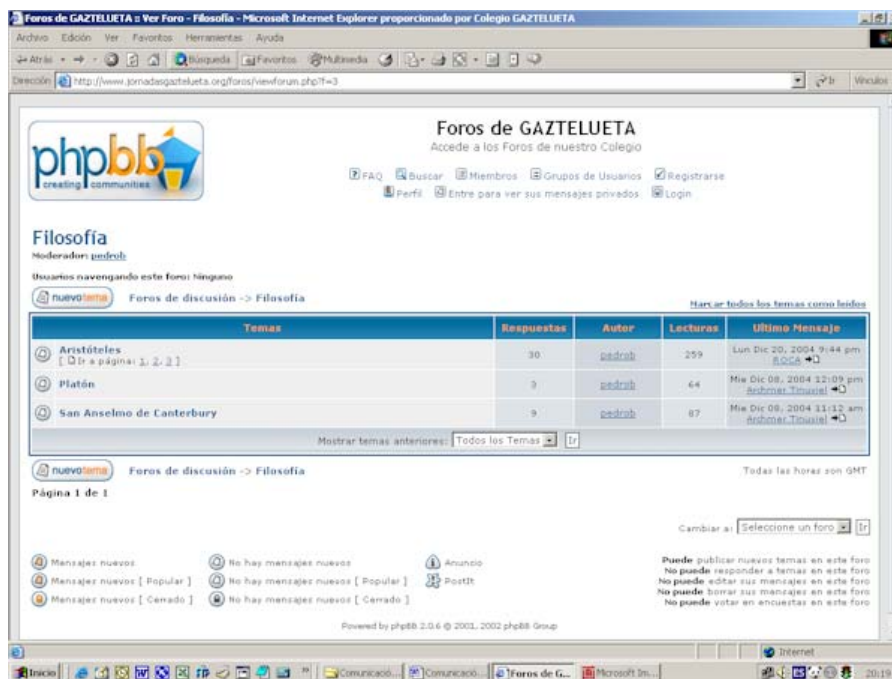 Foros de GAZTELUETA :: Ver Foro - Filosofía - Microsoft Internet Explorer proporcionado por Colegio GAZTELUETA
Archivo Edición Ver Favoritos Herramientas Ayuda
Atrás Búsqueda Favoritos Multimedia
Dirección http://www.jornadasgaztelueta.org/foros/viewforum.php?f=3 Ir Vínculos
phpbb
creating communities
Foros de GAZTELUETA
Accede a los Foros de nuestro Colegio
FAQ Buscar Miembros Grupos de Usuarios Registrarse
Perfil Entre para ver sus mensajes privados Login
Filosofía
Moderador: pedrob
Usuarios navengando este foro: Ninguno
nuevotema Foros de discusión -> Filosofía
Marcar todos los temas como leidos
Temas Respuestas Autor Lecturas Ultimo Mensaje
Aristóteles 30 pedrob 259 Lun Dic 20, 2004 9:44 pm
[ Ir a página: 1, 2, 3 ] ROCA
Platón 3 pedrob 64 Mie Dic 08, 2004 12:09 pm
San Anselmo de Canterbury 9 pedrob 87 Mie Dic 08, 2004 11:12 am
Mostrar temas anteriores: Todos los Temas Ir
nuevotema Foros de discusión -> Filosofía
Todas las horas son GMT
Página 1 de 1
Cambiar a: Seleccione un foro Ir
Mensajes nuevos No hay mensajes nuevos Anuncio
Mensajes nuevos [ Popular ] No hay mensajes nuevos [ Popular ] PostIt
Mensajes nuevos [ Cerrado ] No hay mensajes nuevos [ Cerrado ]
Puede publicar nuevos temas en este foro
No puede responder a temas en este foro
No puede editar sus mensajes en este foro
No puede borrar sus mensajes en este foro
No puede votar en encuestas en este foro
Powered by phpBB 2.0.6 © 2001, 2002 phpBB Group
Internet
Inicio Comunicació... Comunicació... Foros de G... Microsoft Im... 20:19